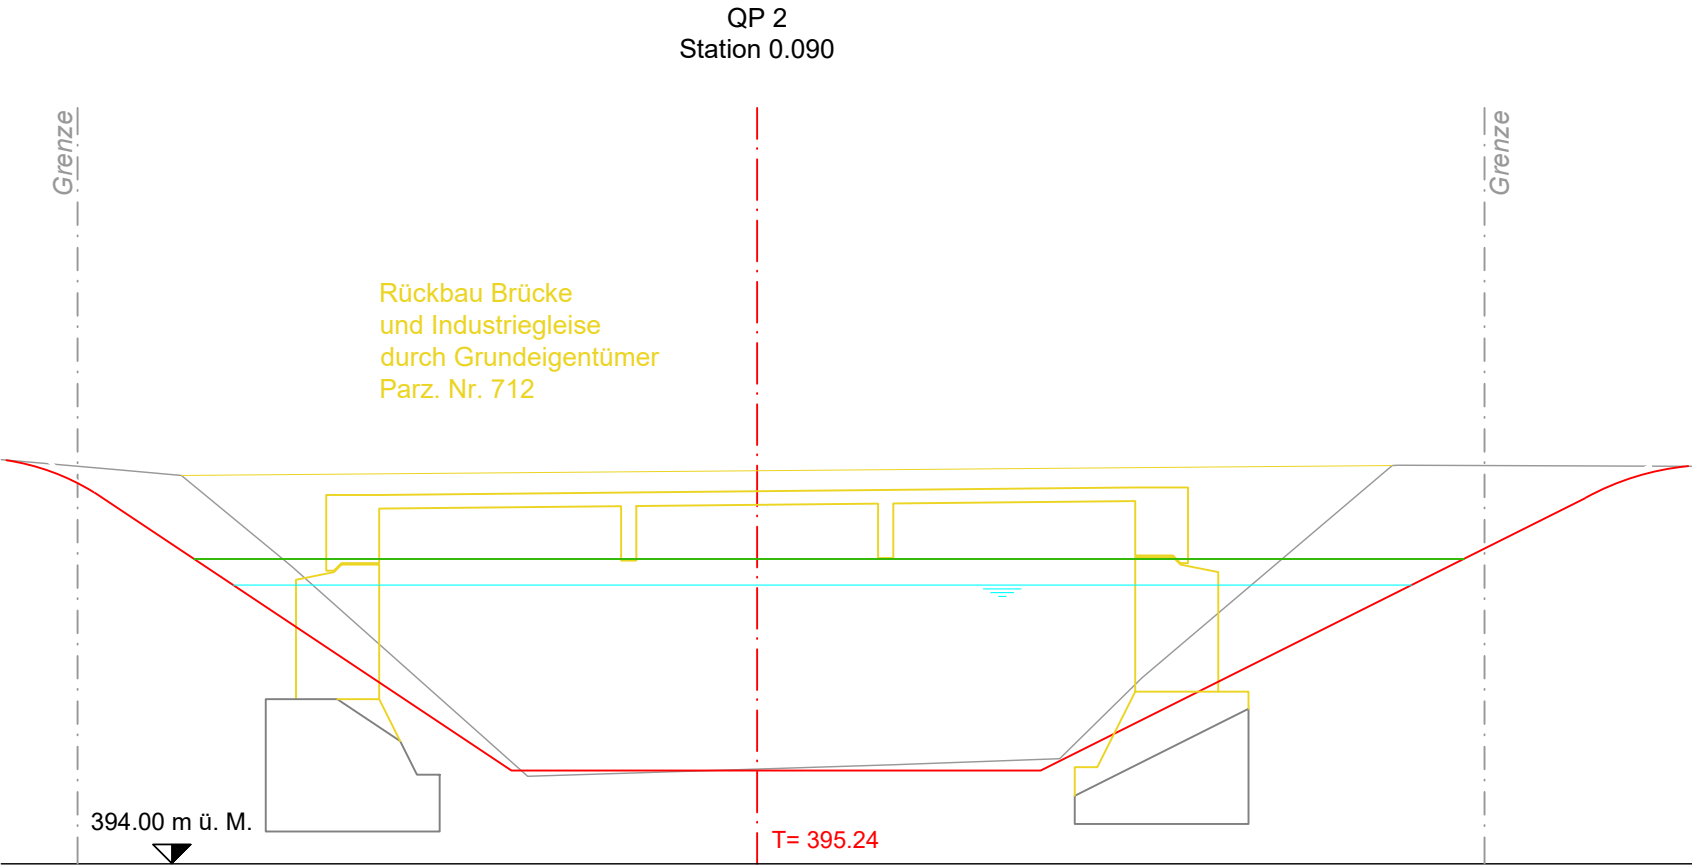 QP 2
Station 0.090
Grenze
Grenze
Rückbau Brücke
und Industriegleise
durch Grundeigentümer
Parz. Nr. 712
394.00 m ü. M.
T= 395.24